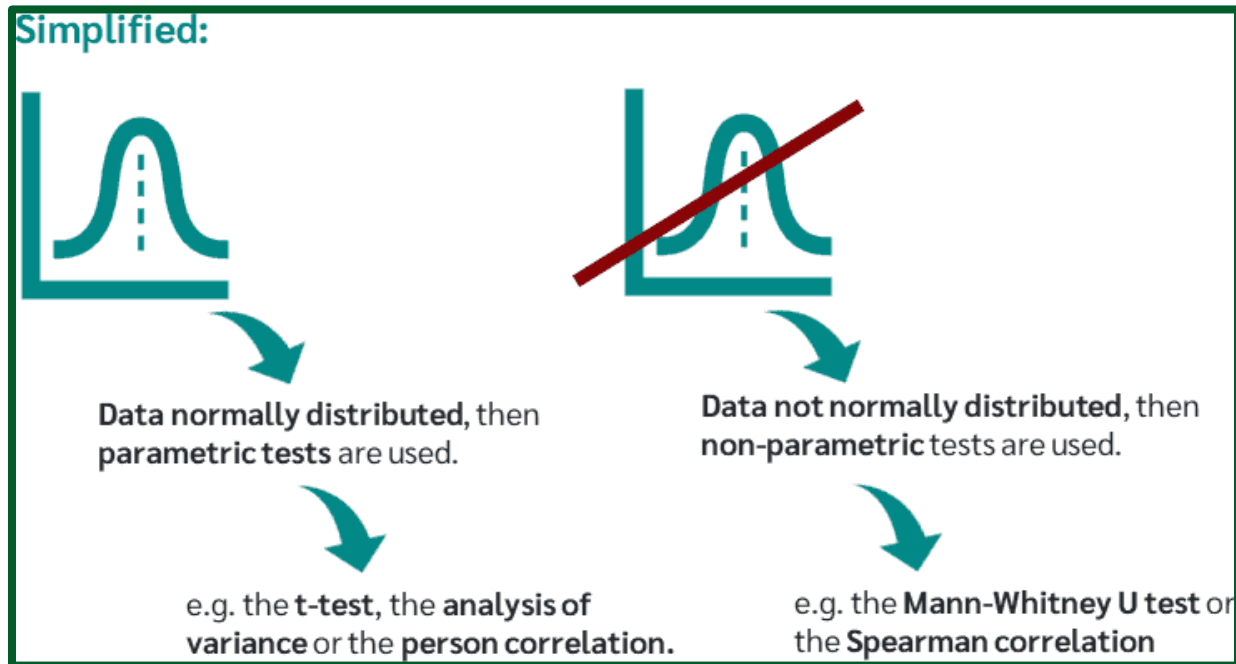 Simplified:
Data normally distributed, then
parametric tests are used.
e.g. the t-test, the analysis of
variance or the person correlation.
Data not normally distributed, then
non-parametric tests are used.
e.g. the Mann-Whitney U test or
the Spearman correlation